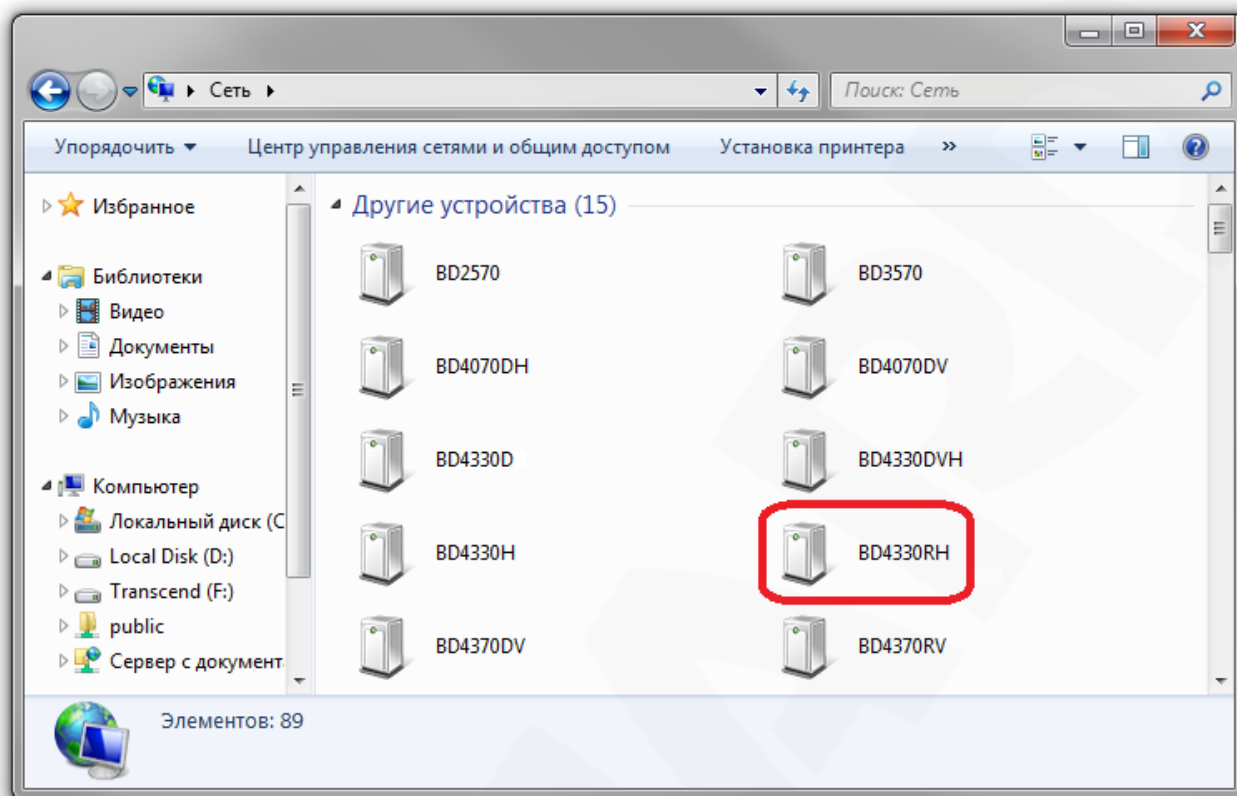 Сеть
Поиск: Сеть
Упорядочить
Центр управления сетями и общим доступом
Установка принтера
»
Избранное
Библиотеки
Видео
Документы
Изображения
Музыка
Компьютер
Локальный диск (C
Local Disk (D:)
Transcend (F:)
public
Сервер с документ
Другие устройства (15)
BD2570
BD3570
BD4070DH
BD4070DV
BD4330D
BD4330DVH
BD4330H
BD4330RH
BD4370DV
BD4370RV
Элементов: 89